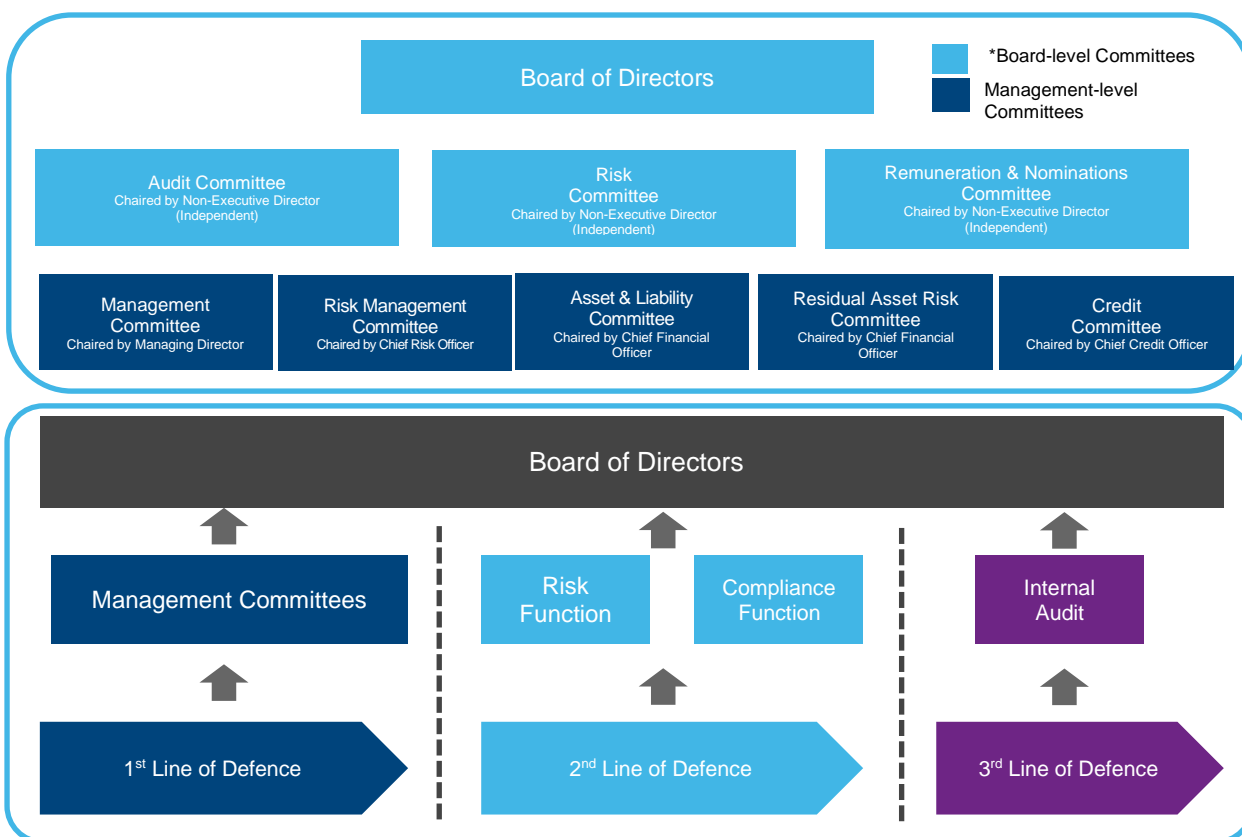 Board of Directors
*Board-level Committees
Management-level
Committees
Audit Committee
Chaired by Non-Executive Director
(Independent)
Risk
Committee
Chaired by Non-Executive Director
(Independent)
Remuneration & Nominations
Committee
Chaired by Non-Executive Director
(Independent)
Management
Committee
Chaired by Managing Director
Risk Management
Committee
Chaired by Chief Risk Officer
Asset & Liability
Committee
Chaired by Chief Financial
Officer
Residual Asset Risk
Committee
Chaired by Chief Financial
Officer
Credit
Committee
Chaired by Chief Credit Officer
Board of Directors
Management Committees
Risk
Function
Compliance
Function
Internal
Audit
1st Line of Defence
2nd Line of Defence
3rd Line of Defence